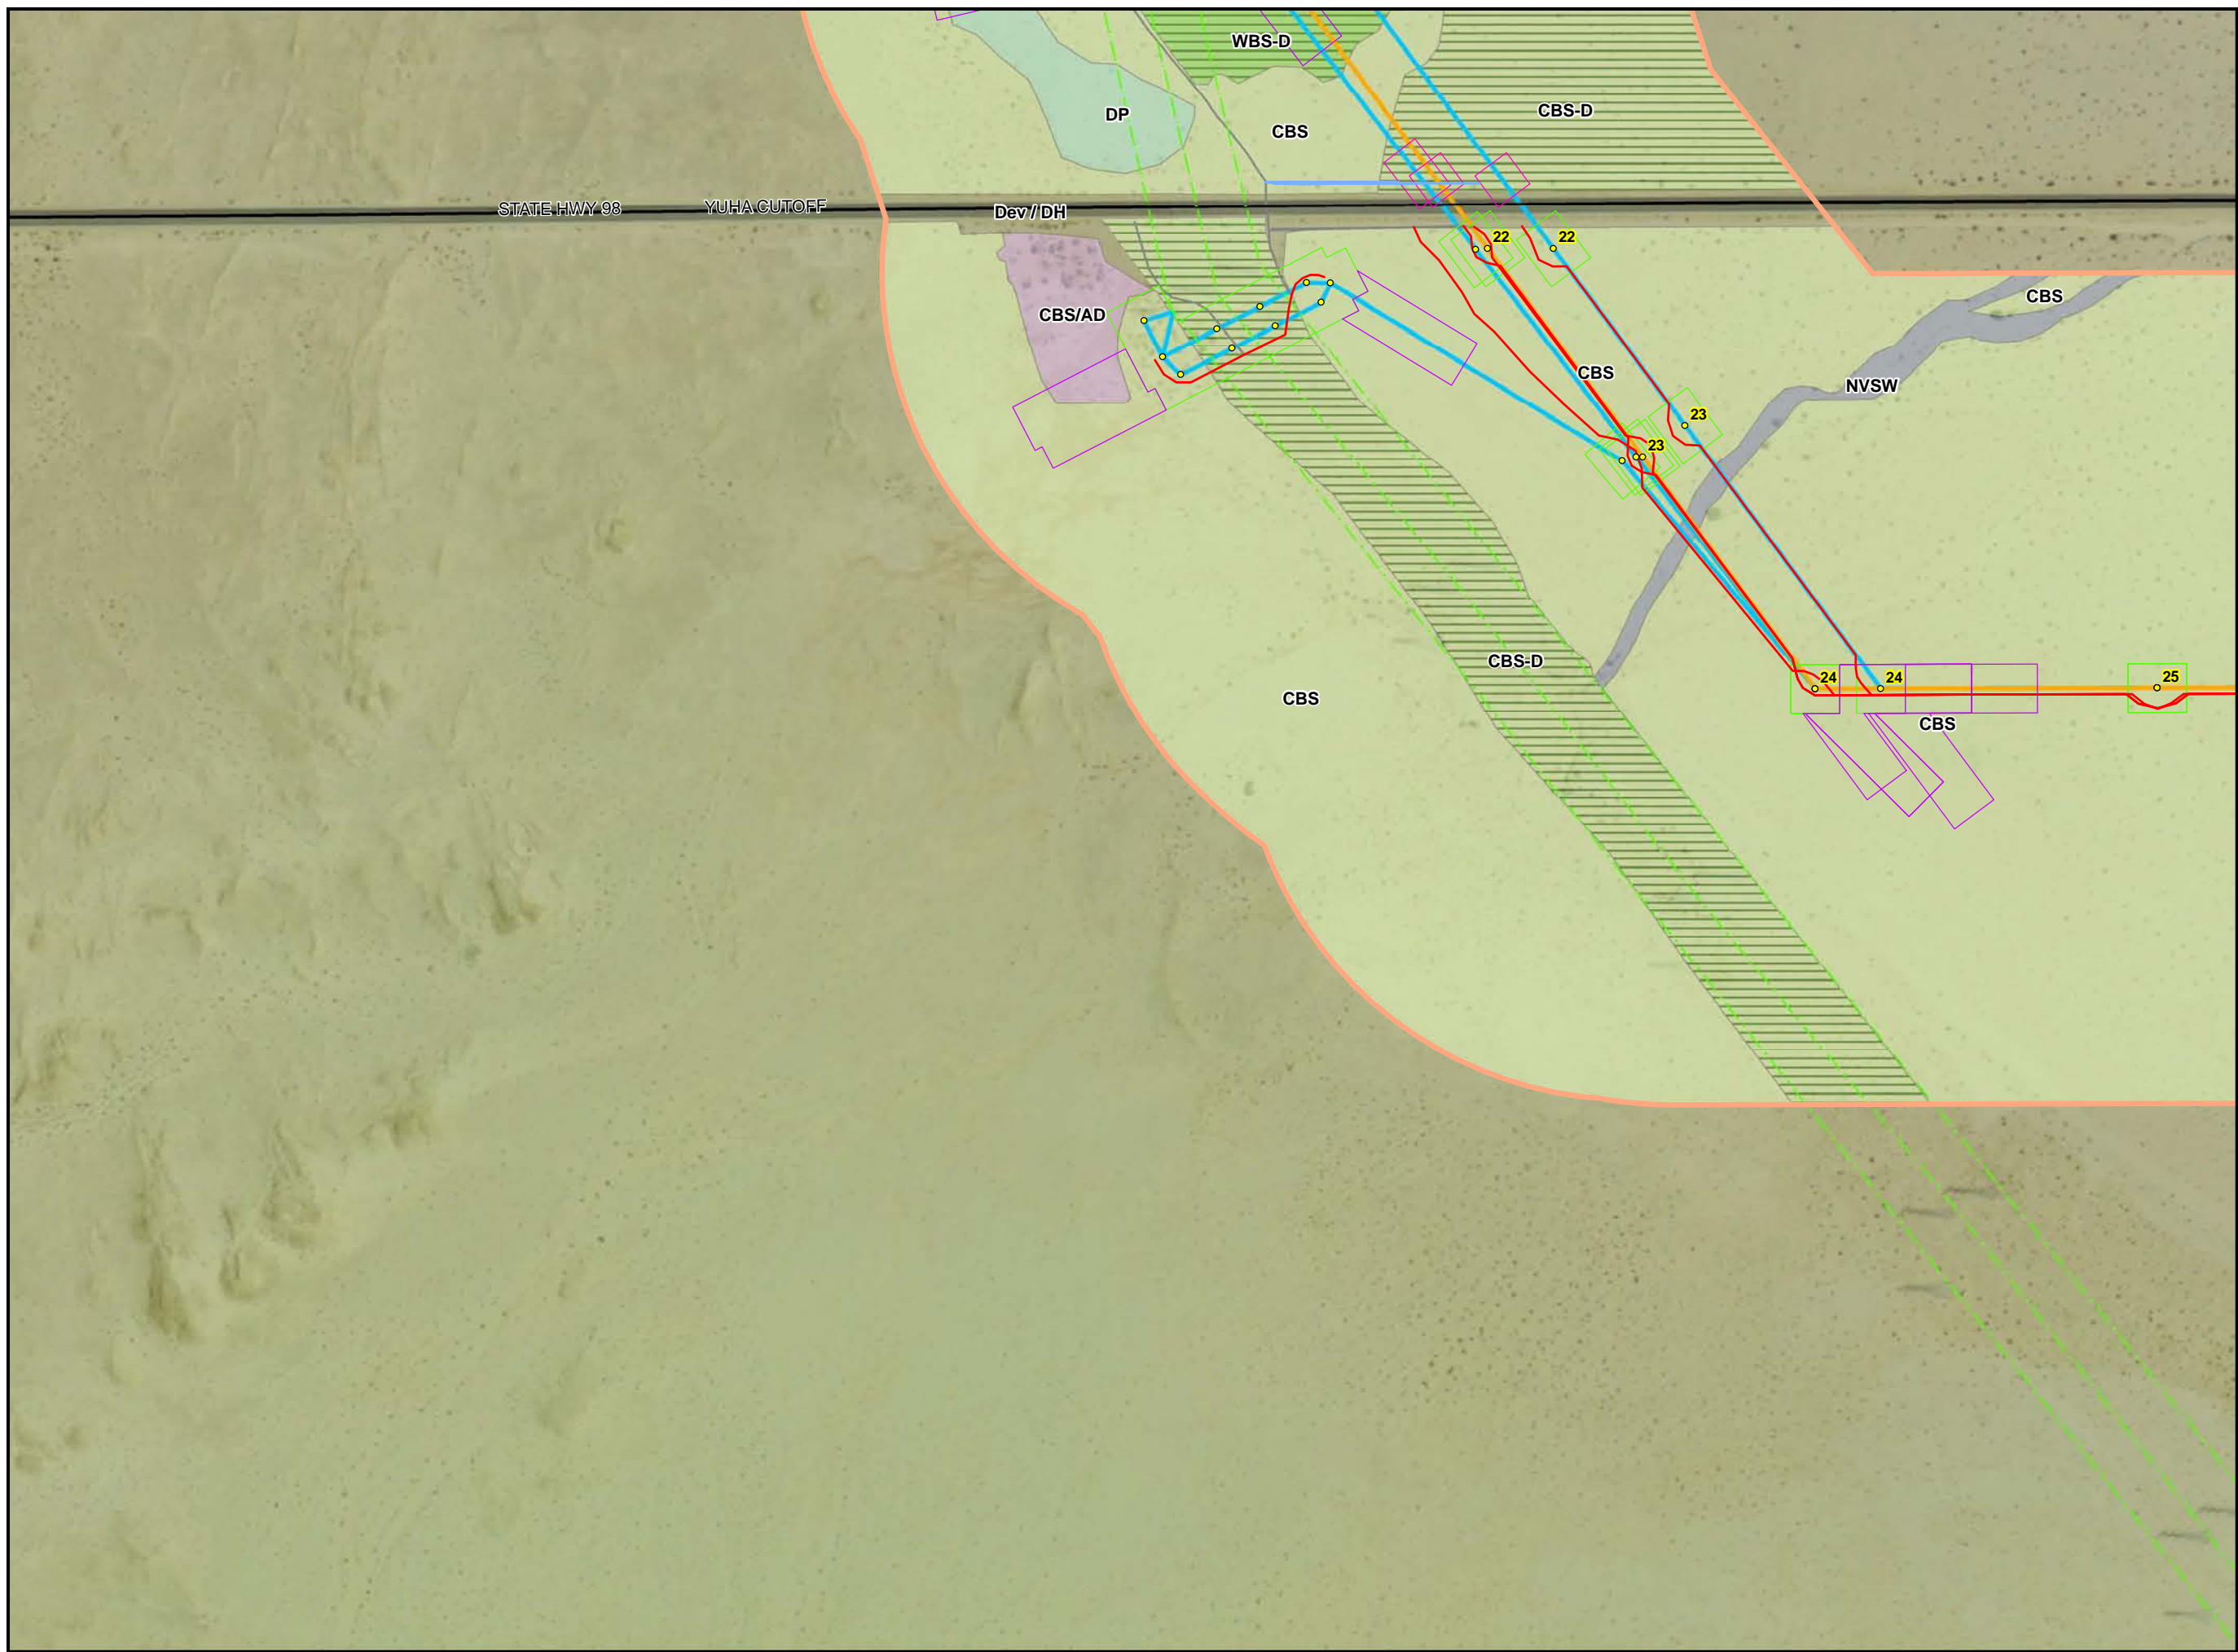 WBS-D
CBS-D
DP
CBS
STATE HWY 98
YUHA CUTOFF
Dev / DH
22
22
CBS
CBS/AD
CBS
NVSW
23
23
CBS-D
25
24
24
CBS
CBS